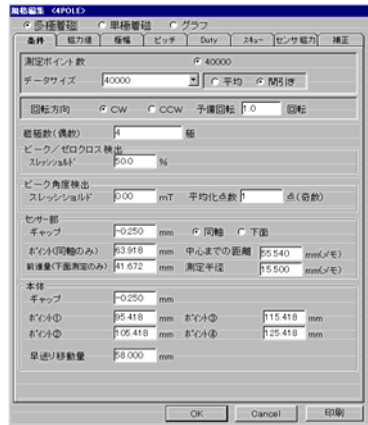 規格編集 <4POLE>
多極着磁 単極着磁 グラフ
条件 磁力値 極幅 ピッチ Duty スキュー センサ磁力 補正
測定ポイント数 40000
データサイズ 40000 平均 間引き
回転方向 CW CCW 予備回転 1.0 回転
磁極数(偶数) 4 極
ピーク/ゼロクロス検出
スレッショルド 50.0 %
ピーク角度検出
スレッショルド 0.00 mT 平均化点数 1 点(奇数)
センサー部
ギャップ -0.250 mm 同軸 下面
ポイント(同軸のみ) 63.918 mm 中心までの距離 55.540 mm(メモ)
前進量(下面測定のみ) 41.672 mm 測定半径 15.500 mm(メモ)
本体
ギャップ -0.250 mm
ポイント① 95.418 mm ポイント③ 115.418 mm
ポイント② 105.418 mm ポイント④ 125.418 mm
早送り移動量 58.000 mm
OK Cancel 印刷